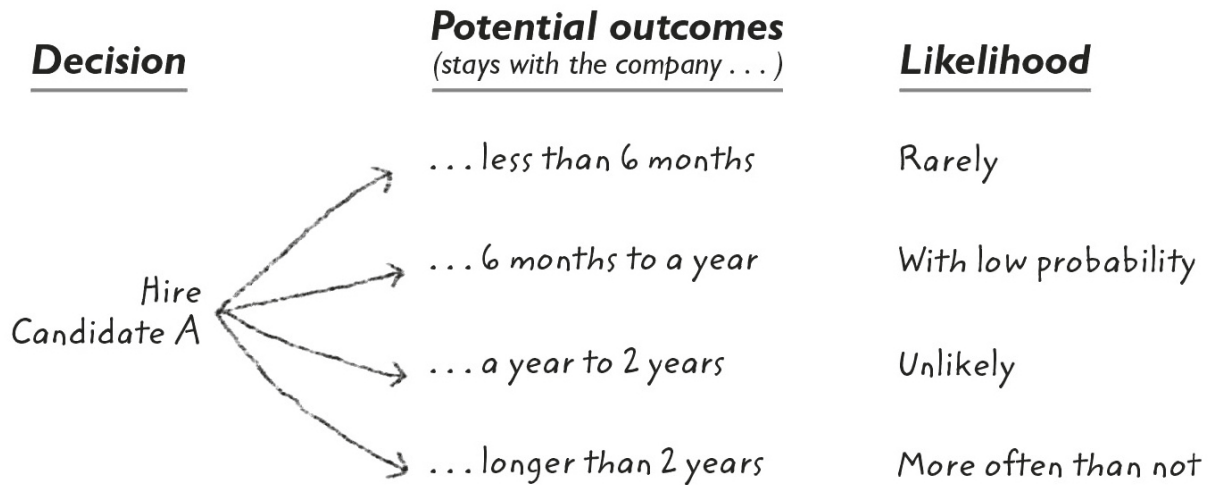 Decision
Potential outcomes
(stays with the company . . . )
Likelihood
. . . less than 6 months
Rarely
. . . 6 months to a year
With low probability
Hire
Candidate A
. . . a year to 2 years
Unlikely
. . . longer than 2 years
More often than not